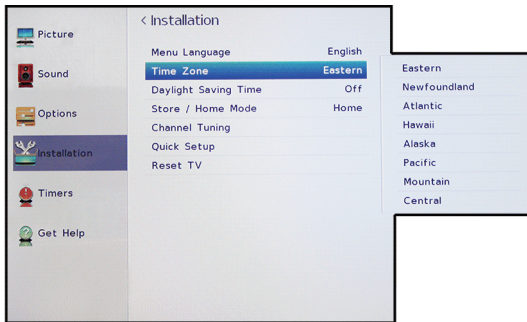 < Installation
Picture
Sound
Options
Installation
Timers
Get Help
Menu Language English
Time Zone Eastern
Daylight Saving Time Off
Store / Home Mode Home
Channel Tuning
Quick Setup
Reset TV
Eastern
Newfoundland
Atlantic
Hawaii
Alaska
Pacific
Mountain
Central